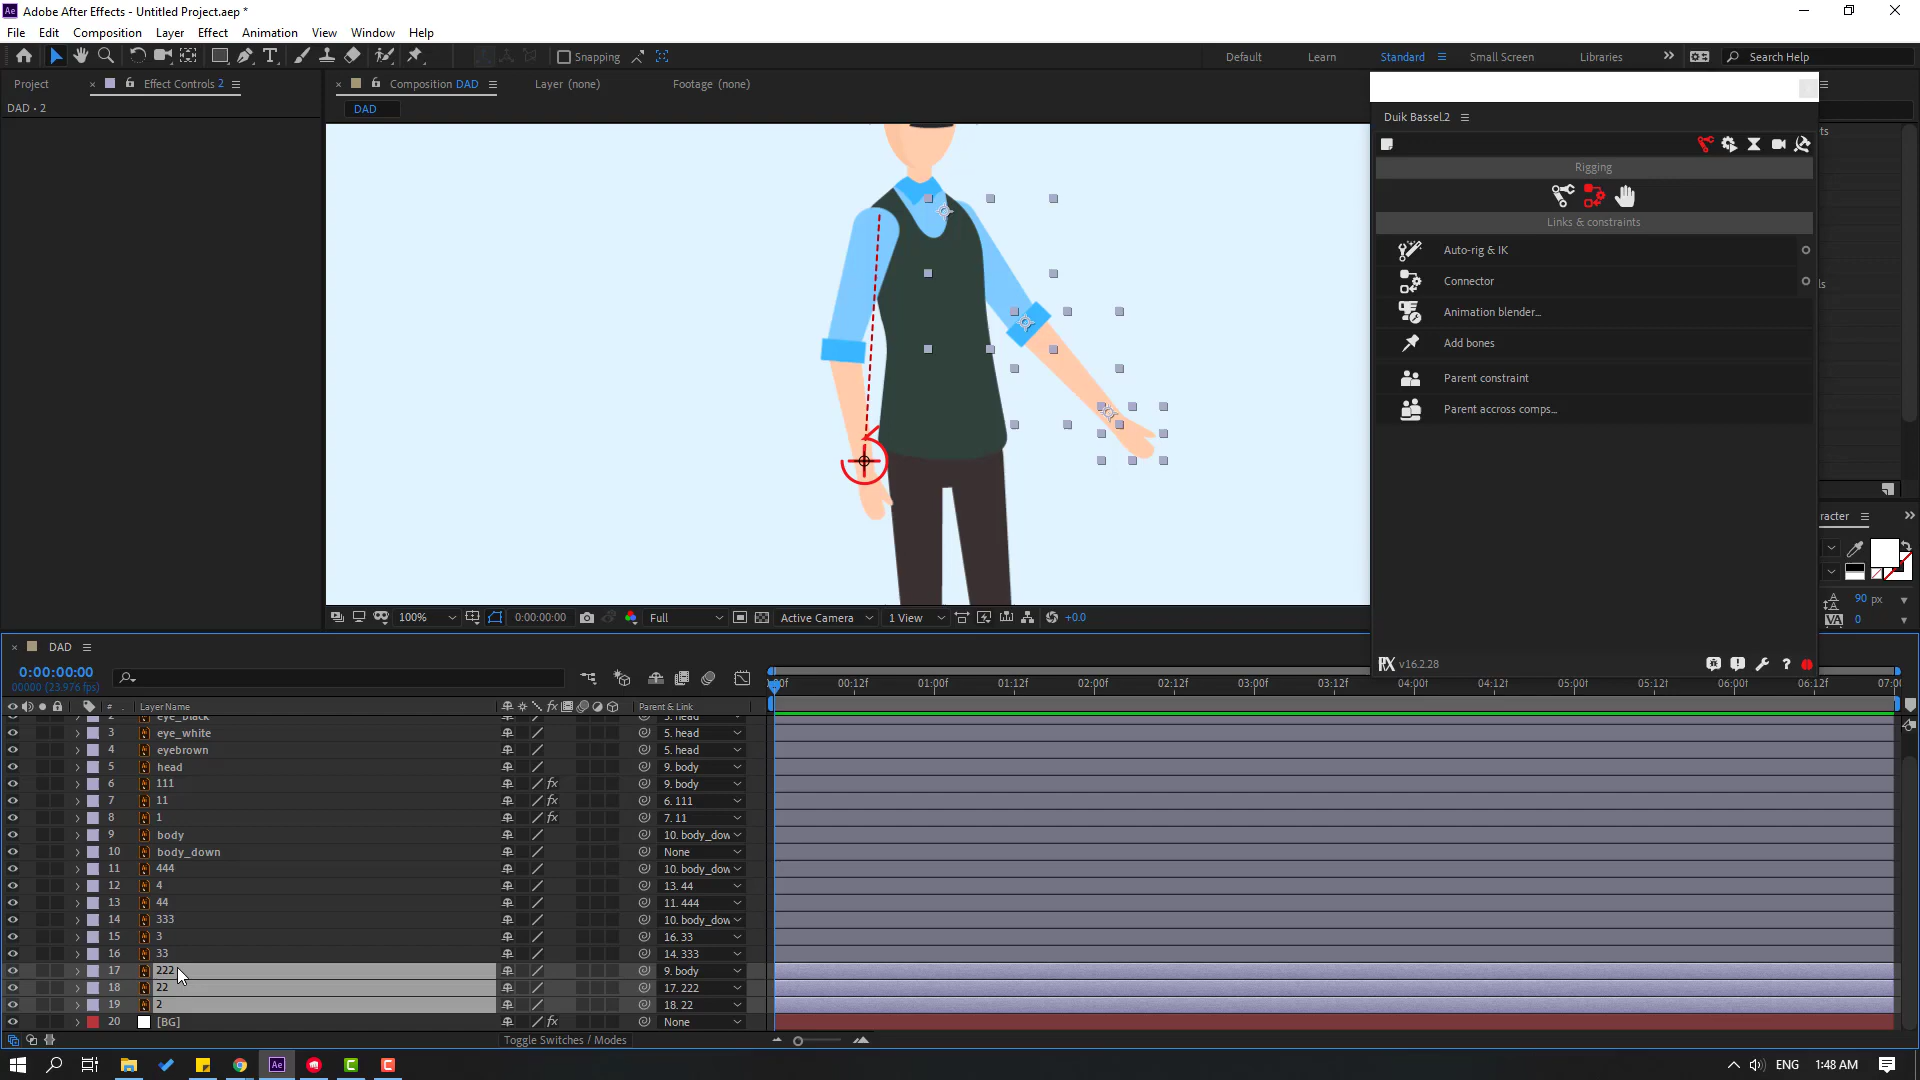 Adobe After Effects - Untitled Project.aep *
File Edit Composition Layer Effect Animation View Window Help
Snapping
Default Learn Standard Small Screen Libraries
Search Help
Project
Effect Controls 2
Composition DAD
Layer (none)
Footage (none)
DAD • 2
DAD
Duik Bassel.2
Rigging
Links & constraints
Auto-rig & IK
Connector
Animation blender...
Add bones
Parent constraint
Parent accross comps...
v16.2.28
racter
90 px
0
100%
0:00:00:00
Full
Active Camera
1 View
+0.0
DAD
0:00:00:00
00000 (23.976 fps)
00:12f 01:00f 01:12f 02:00f 02:12f 03:00f 03:12f 04:00f 04:12f 05:00f 05:12f 06:00f 06:12f
# Layer Name Parent & Link
2 eye_black 5. head
3 eye_white 5. head
4 eyebrown 5. head
5 head 9. body
6 111 fx 9. body
7 11 fx 6. 111
8 1 fx 7. 11
9 body 10. body_dow
10 body_down None
11 444 10. body_dow
12 4 13. 44
13 44 11. 444
14 333 10. body_dow
15 3 16. 33
16 33 14. 333
17 222 9. body
18 22 17. 222
19 2 18. 22
20 [BG] fx None
Toggle Switches / Modes
Ae
ENG
1:48 AM